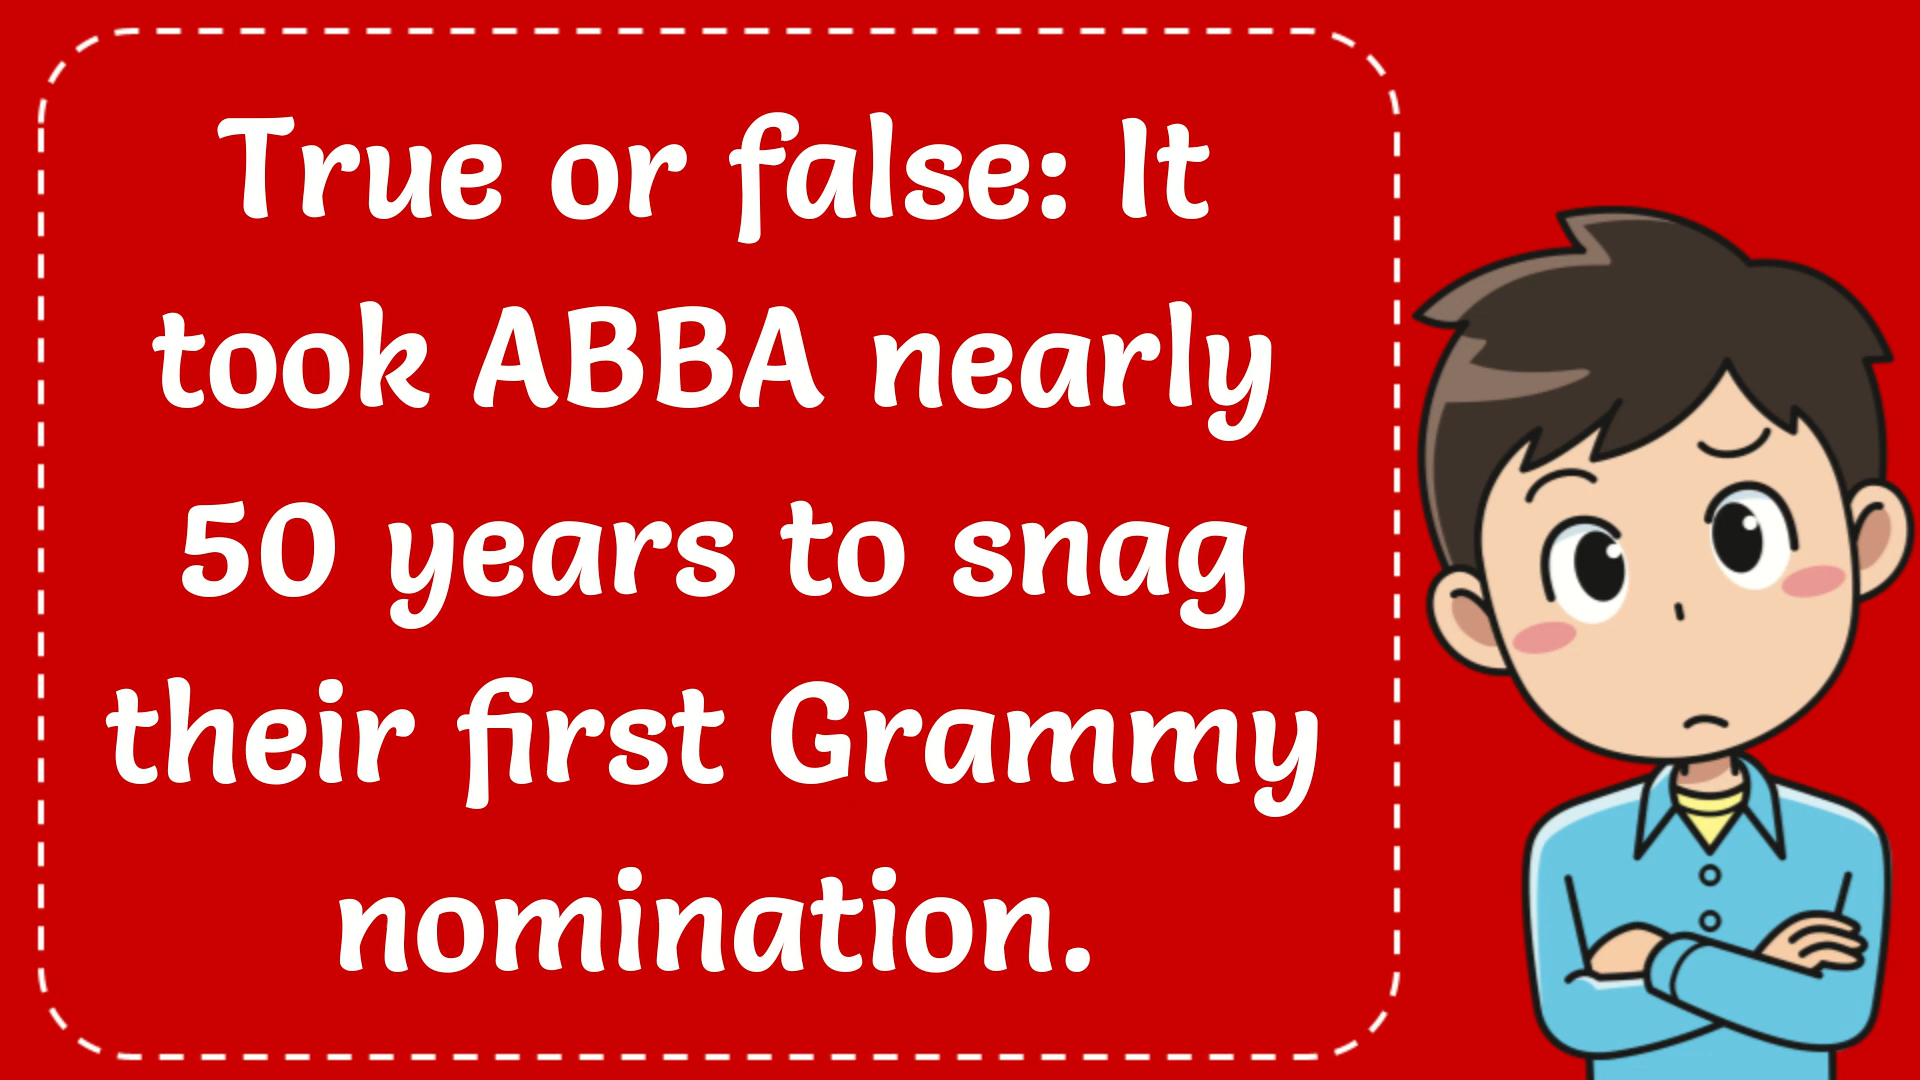 True or false: It
took ABBA nearly
50 years to snag
their first Grammy
nomination.